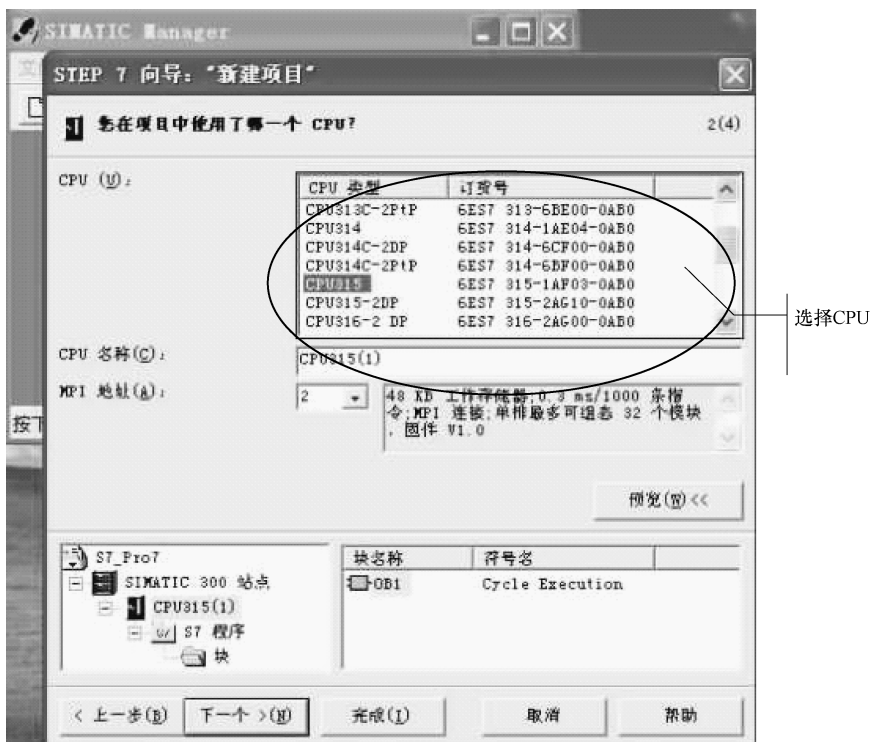 SIMATIC Manager
STEP 7 向导: "新建项目"
您在项目中使用了哪一个 CPU?
2(4)
CPU (U):
CPU 类型 订货号
CPU313C-2PtP 6ES7 313-6BE00-0AB0
CPU314 6ES7 314-1AE04-0AB0
CPU314C-2DP 6ES7 314-6CF00-0AB0
CPU314C-2PtP 6ES7 314-6BF00-0AB0
CPU315 6ES7 315-1AF03-0AB0
CPU315-2DP 6ES7 315-2AG10-0AB0
CPU316-2 DP 6ES7 316-2AG00-0AB0
选择CPU
CPU 名称(C):
CPU315(1)
MPI 地址(A):
2
48 KB 工作存储器;0.3 ms/1000 条指
令;MPI 连接;单排最多可组态 32 个模块
, 固件 V1.0
按下
预览(W)<<
S7_Pro7
SIMATIC 300 站点
CPU315(1)
S7 程序
块
块名称 符号名
OB1 Cycle Execution
< 上一步(B)
下一个 >(N)
完成(I)
取消
帮助